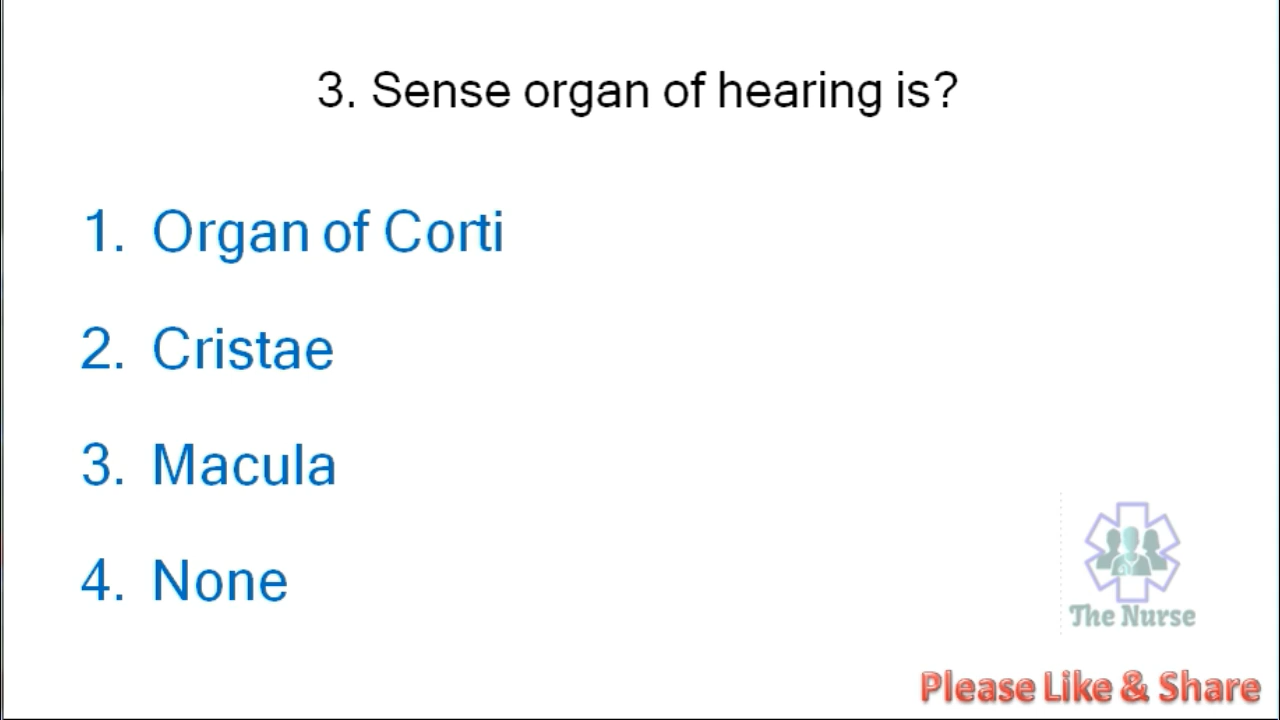 3. Sense organ of hearing is?
1. Organ of Corti
2. Cristae
3. Macula
4. None
The Nurse
Please Like & Share